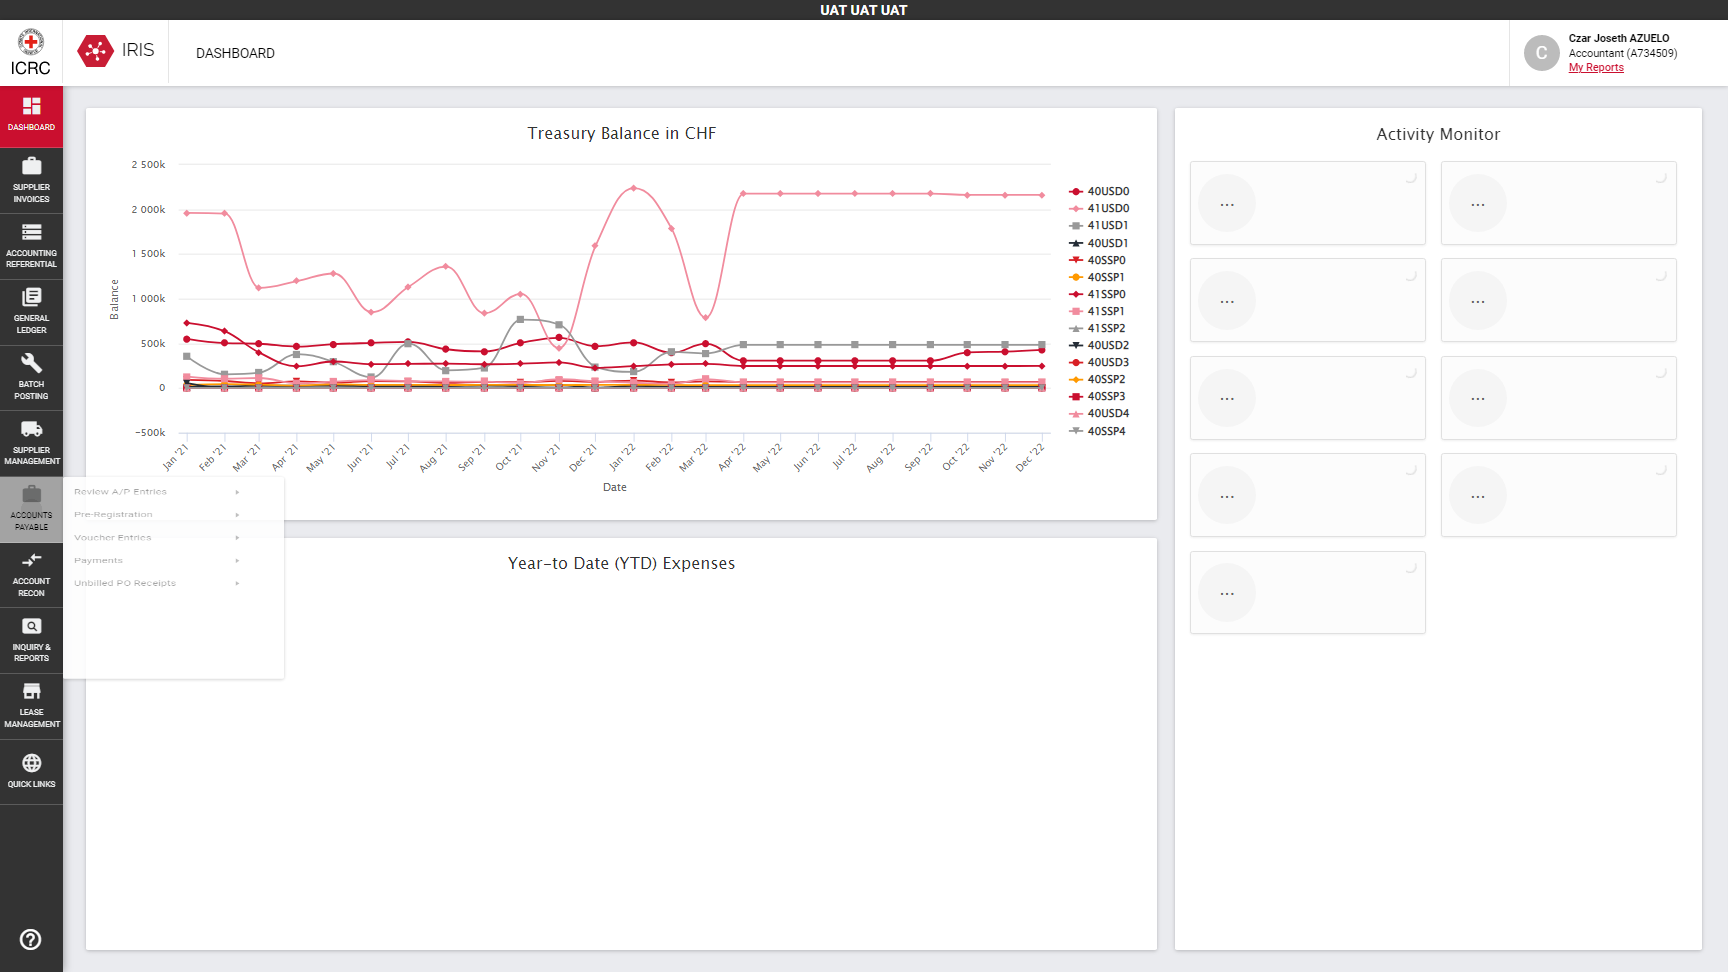 UAT UAT UAT
ICRC
IRIS
DASHBOARD
Czar Joseth AZUELO
Accountant (A734509)
My Reports
C
DASHBOARD
SUPPLIER
INVOICES
ACCOUNTING
REFERENTIAL
GENERAL
LEDGER
BATCH
POSTING
SUPPLIER
MANAGEMENT
ACCOUNTS
PAYABLE
ACCOUNT
RECON
INQUIRY &
REPORTS
LEASE
MANAGEMENT
QUICK LINKS
Review A/P Entries
Pre-Registration
Voucher Entries
Payments
Unbilled PO Receipts
Treasury Balance in CHF
Balance
2 500k
2 000k
1 500k
1 000k
500k
0
-500k
Jan '21
Feb '21
Mar '21
Apr '21
May '21
Jun '21
Jul '21
Aug '21
Sep '21
Oct '21
Nov '21
Dec '21
Jan '22
Feb '22
Mar '22
Apr '22
May '22
Jun '22
Jul '22
Aug '22
Sep '22
Oct '22
Nov '22
Dec '22
Date
40USD0
41USD0
41USD1
40USD1
40SSP0
40SSP1
41SSP0
41SSP1
41SSP2
40USD2
40USD3
40SSP2
40SSP3
40USD4
40SSP4
Year-to Date (YTD) Expenses
Activity Monitor
...
...
...
...
...
...
...
...
...